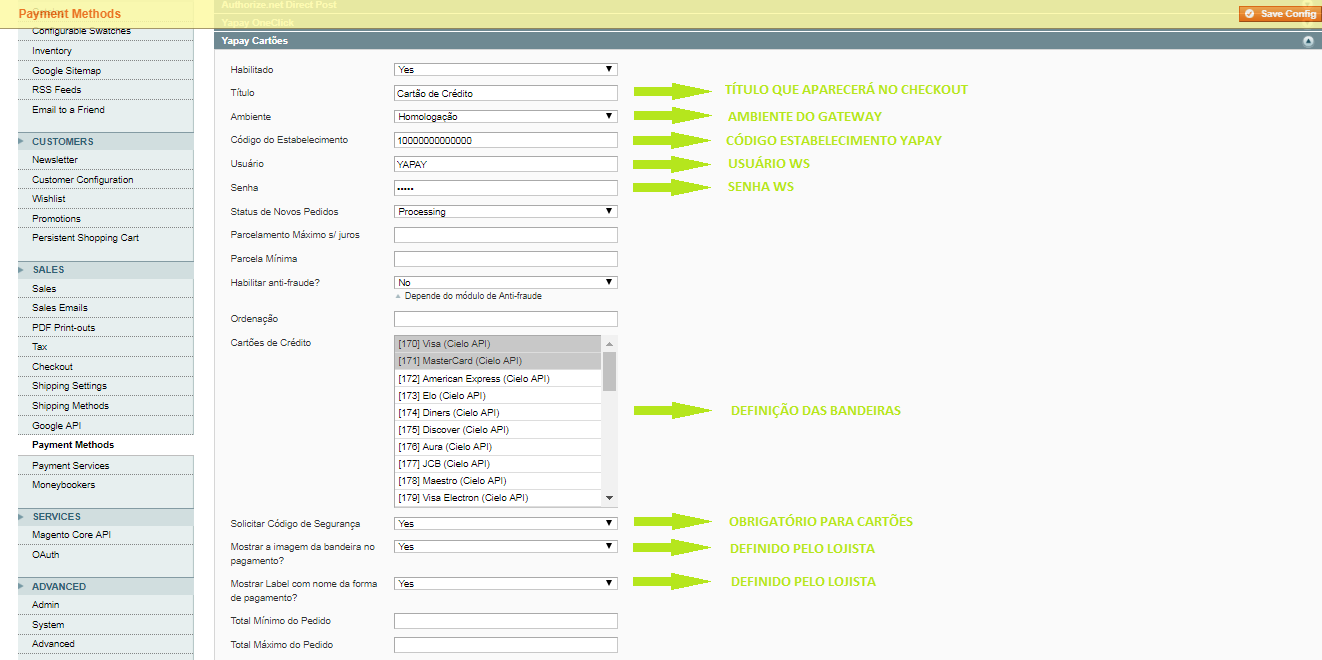 Payment Methods
Authorize.net Direct Post
Save Config
Yapay OneClick
Configurable Swatches
Inventory
Google Sitemap
RSS Feeds
Email to a Friend
CUSTOMERS
Newsletter
Customer Configuration
Wishlist
Promotions
Persistent Shopping Cart
SALES
Sales
Sales Emails
PDF Print-outs
Tax
Checkout
Shipping Settings
Shipping Methods
Google API
Payment Methods
Payment Services
Moneybookers
SERVICES
Magento Core API
OAuth
ADVANCED
Admin
System
Advanced
Yapay Cartões
Habilitado Yes
Título Cartão de Crédito TÍTULO QUE APARECERÁ NO CHECKOUT
Ambiente Homologação AMBIENTE DO GATEWAY
Código do Estabelecimento 10000000000000 CÓDIGO ESTABELECIMENTO YAPAY
Usuário YAPAY USUÁRIO WS
Senha ••••• SENHA WS
Status de Novos Pedidos Processing
Parcelamento Máximo s/ juros
Parcela Mínima
Habilitar anti-fraude? No
Depende do módulo de Anti-fraude
Ordenação
Cartões de Crédito [170] Visa (Cielo API)
[171] MasterCard (Cielo API)
[172] American Express (Cielo API)
[173] Elo (Cielo API)
[174] Diners (Cielo API) DEFINIÇÃO DAS BANDEIRAS
[175] Discover (Cielo API)
[176] Aura (Cielo API)
[177] JCB (Cielo API)
[178] Maestro (Cielo API)
[179] Visa Electron (Cielo API)
Solicitar Código de Segurança Yes OBRIGATÓRIO PARA CARTÕES
Mostrar a imagem da bandeira no Yes DEFINIDO PELO LOJISTA
pagamento?
Mostrar Label com nome da forma Yes DEFINIDO PELO LOJISTA
de pagamento?
Total Mínimo do Pedido
Total Máximo do Pedido